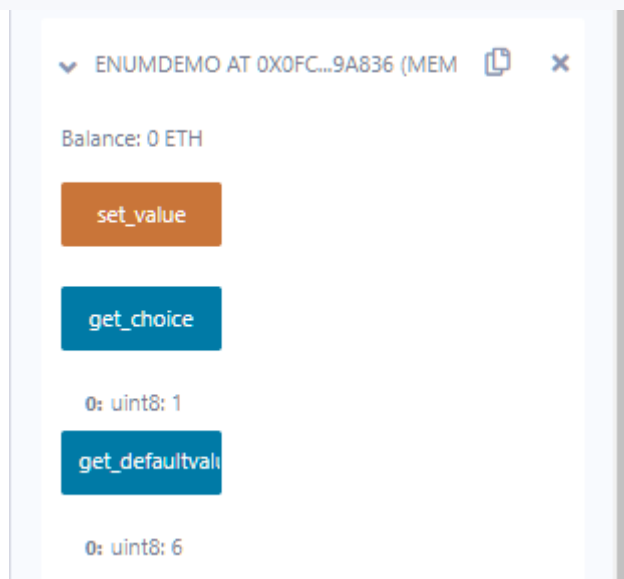 ENUMDEMO AT 0X0FC...9A836 (MEM
Balance: 0 ETH
set_value
get_choice
0: uint8: 1
get_defaultvalu
0: uint8: 6